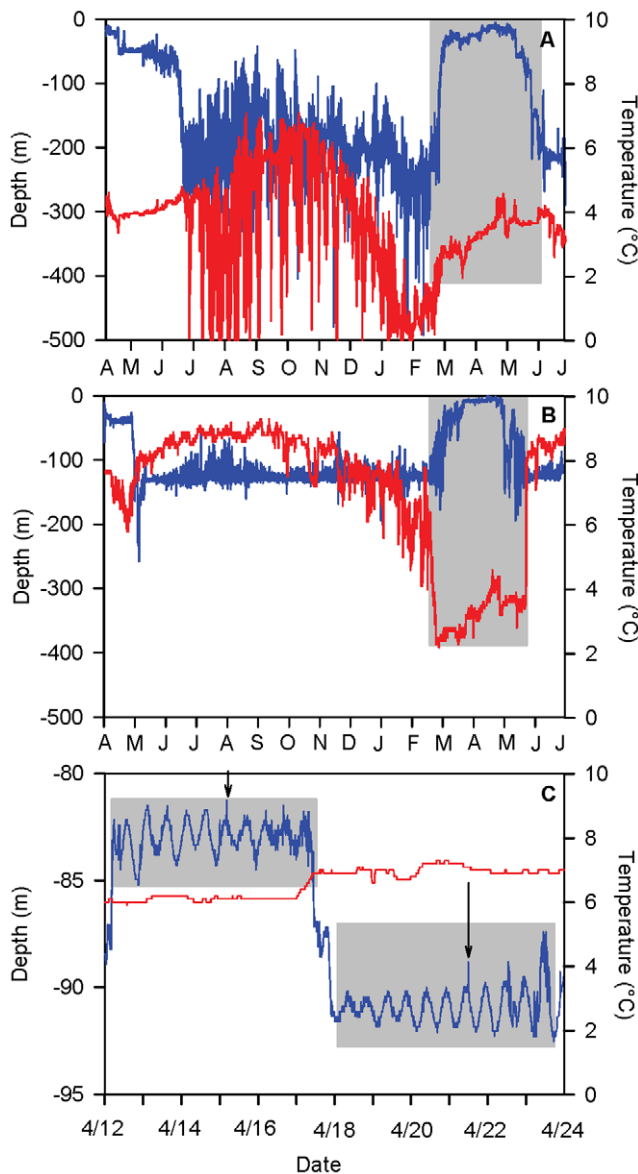 0
-100
-200
-300
-400
-500
Depth (m)
A
10
8
6
4
2
0
Temperature (°C)
A M J J A S O N D J F M A M J J
0
-100
-200
-300
-400
-500
Depth (m)
B
10
8
6
4
2
0
Temperature (°C)
A M J J A S O N D J F M A M J J
-80
-85
-90
-95
Depth (m)
C
10
8
6
4
2
0
Temperature (°C)
4/12 4/14 4/16 4/18 4/20 4/22 4/24
Date